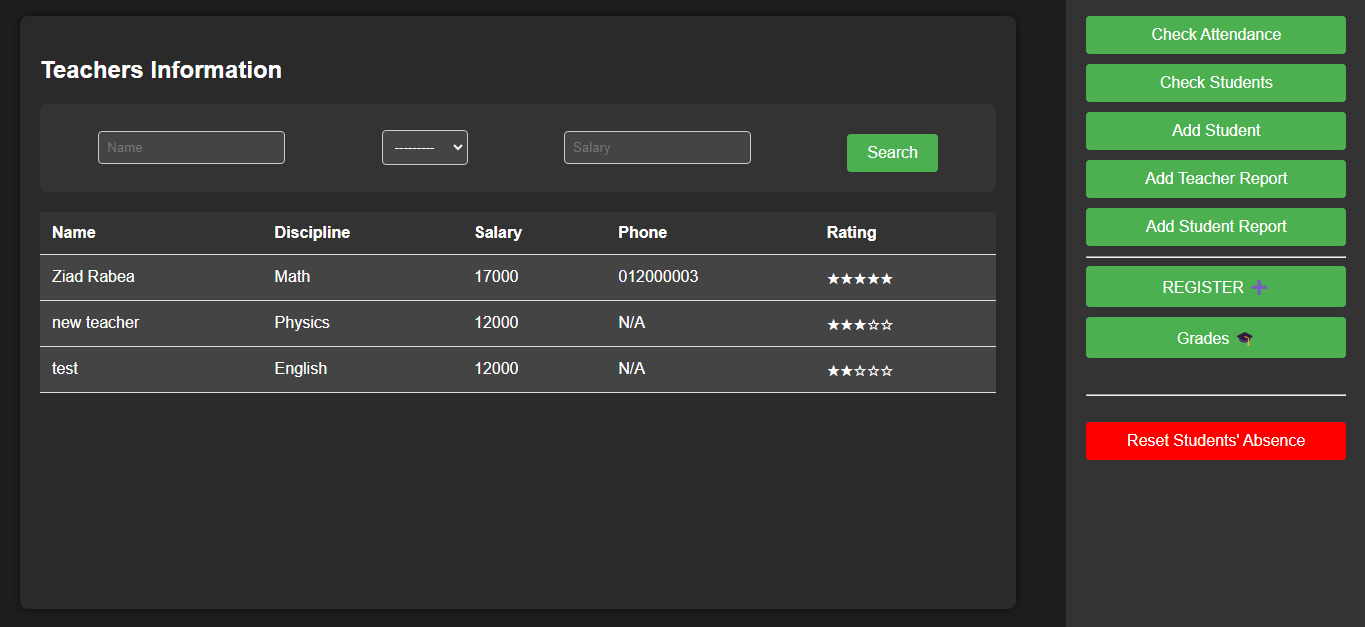 Teachers Information
Name
---------
Salary
Search
Name Discipline Salary Phone Rating
Ziad Rabea Math 17000 012000003 ★★★★★
new teacher Physics 12000 N/A ★★★☆☆
test English 12000 N/A ★★☆☆☆
Check Attendance
Check Students
Add Student
Add Teacher Report
Add Student Report
REGISTER ➕
Grades 🎓
Reset Students' Absence